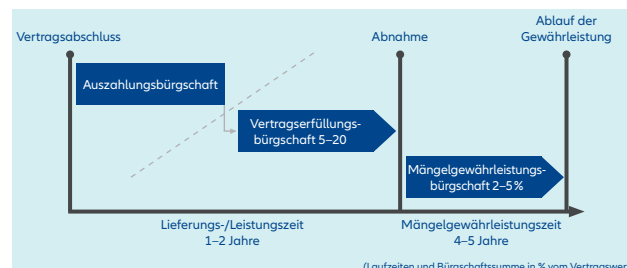 Ablauf der
Vertragsabschluss
Abnahme
Gewährleistung
Auszahlungsbürgschaft
Vertragserfüllungs-
bürgschaft 5–20
Mängelgewährleistungs-
bürgschaft 2–5%
Lieferungs-/Leistungszeit
1–2 Jahre
Mängelgewährleistungszeit
4–5 Jahre
(Laufzeiten und Bürgschaftssumme in % vom